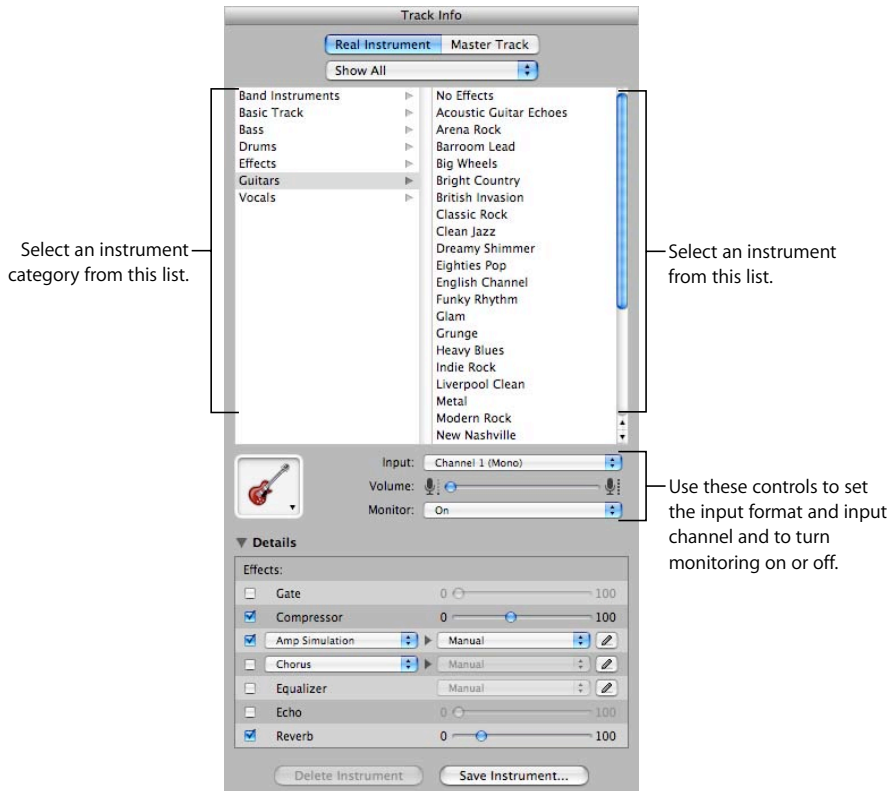 Track Info
Real Instrument Master Track
Show All
Band Instruments
Basic Track
Bass
Drums
Effects
Guitars
Vocals
No Effects
Acoustic Guitar Echoes
Arena Rock
Barroom Lead
Big Wheels
Bright Country
British Invasion
Classic Rock
Clean Jazz
Dreamy Shimmer
Eighties Pop
English Channel
Funky Rhythm
Glam
Grunge
Heavy Blues
Indie Rock
Liverpool Clean
Metal
Modern Rock
New Nashville
Select an instrument
category from this list.
Select an instrument
from this list.
Input: Channel 1 (Mono)
Volume:
Monitor: On
Use these controls to set
the input format and input
channel and to turn
monitoring on or off.
Details
Effects:
Gate 0 100
Compressor 0 100
Amp Simulation Manual
Chorus Manual
Equalizer Manual
Echo 0 100
Reverb 0 100
Delete Instrument Save Instrument...